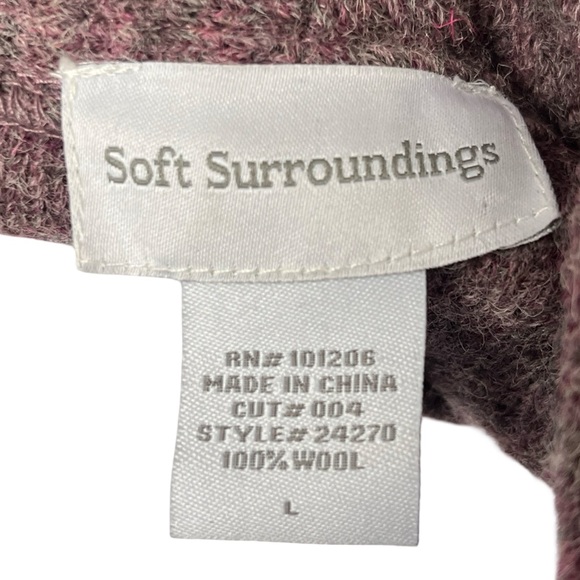 Soft Surroundings
RN# 101206
MADE IN CHINA
CUT# 004
STYLE# 24270
100% WOOL
L